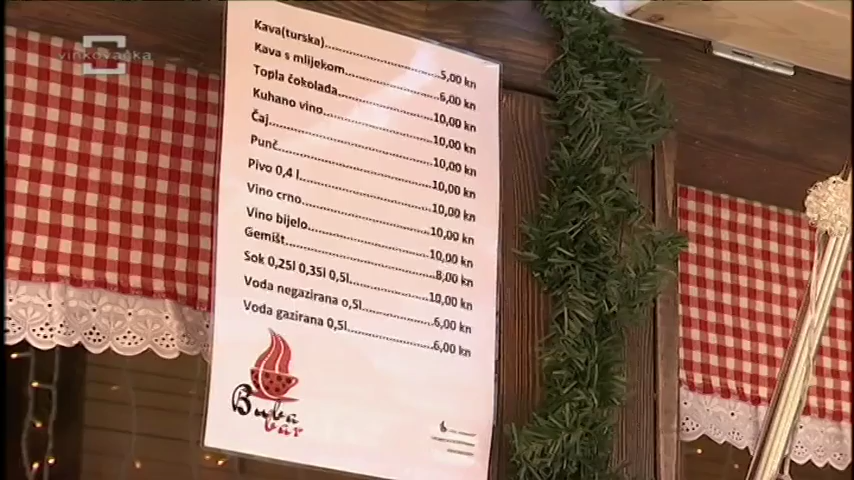 vinkovačka
Kava(turska) 5,00 kn
Kava s mlijekom 6,00 kn
Topla čokolada 10,00 kn
Kuhano vino 10,00 kn
Čaj 10,00 kn
Punč 10,00 kn
Pivo 0,4 l 10,00 kn
Vino crno 10,00 kn
Vino bijelo 8,00 kn
Gemišt 10,00 kn
Sok 0,25l 0,35l 0,5l 6,00 kn
Voda negazirana 0,5l 6,00 kn
Voda gazirana 0,5l 6,00 kn
Buba
bar